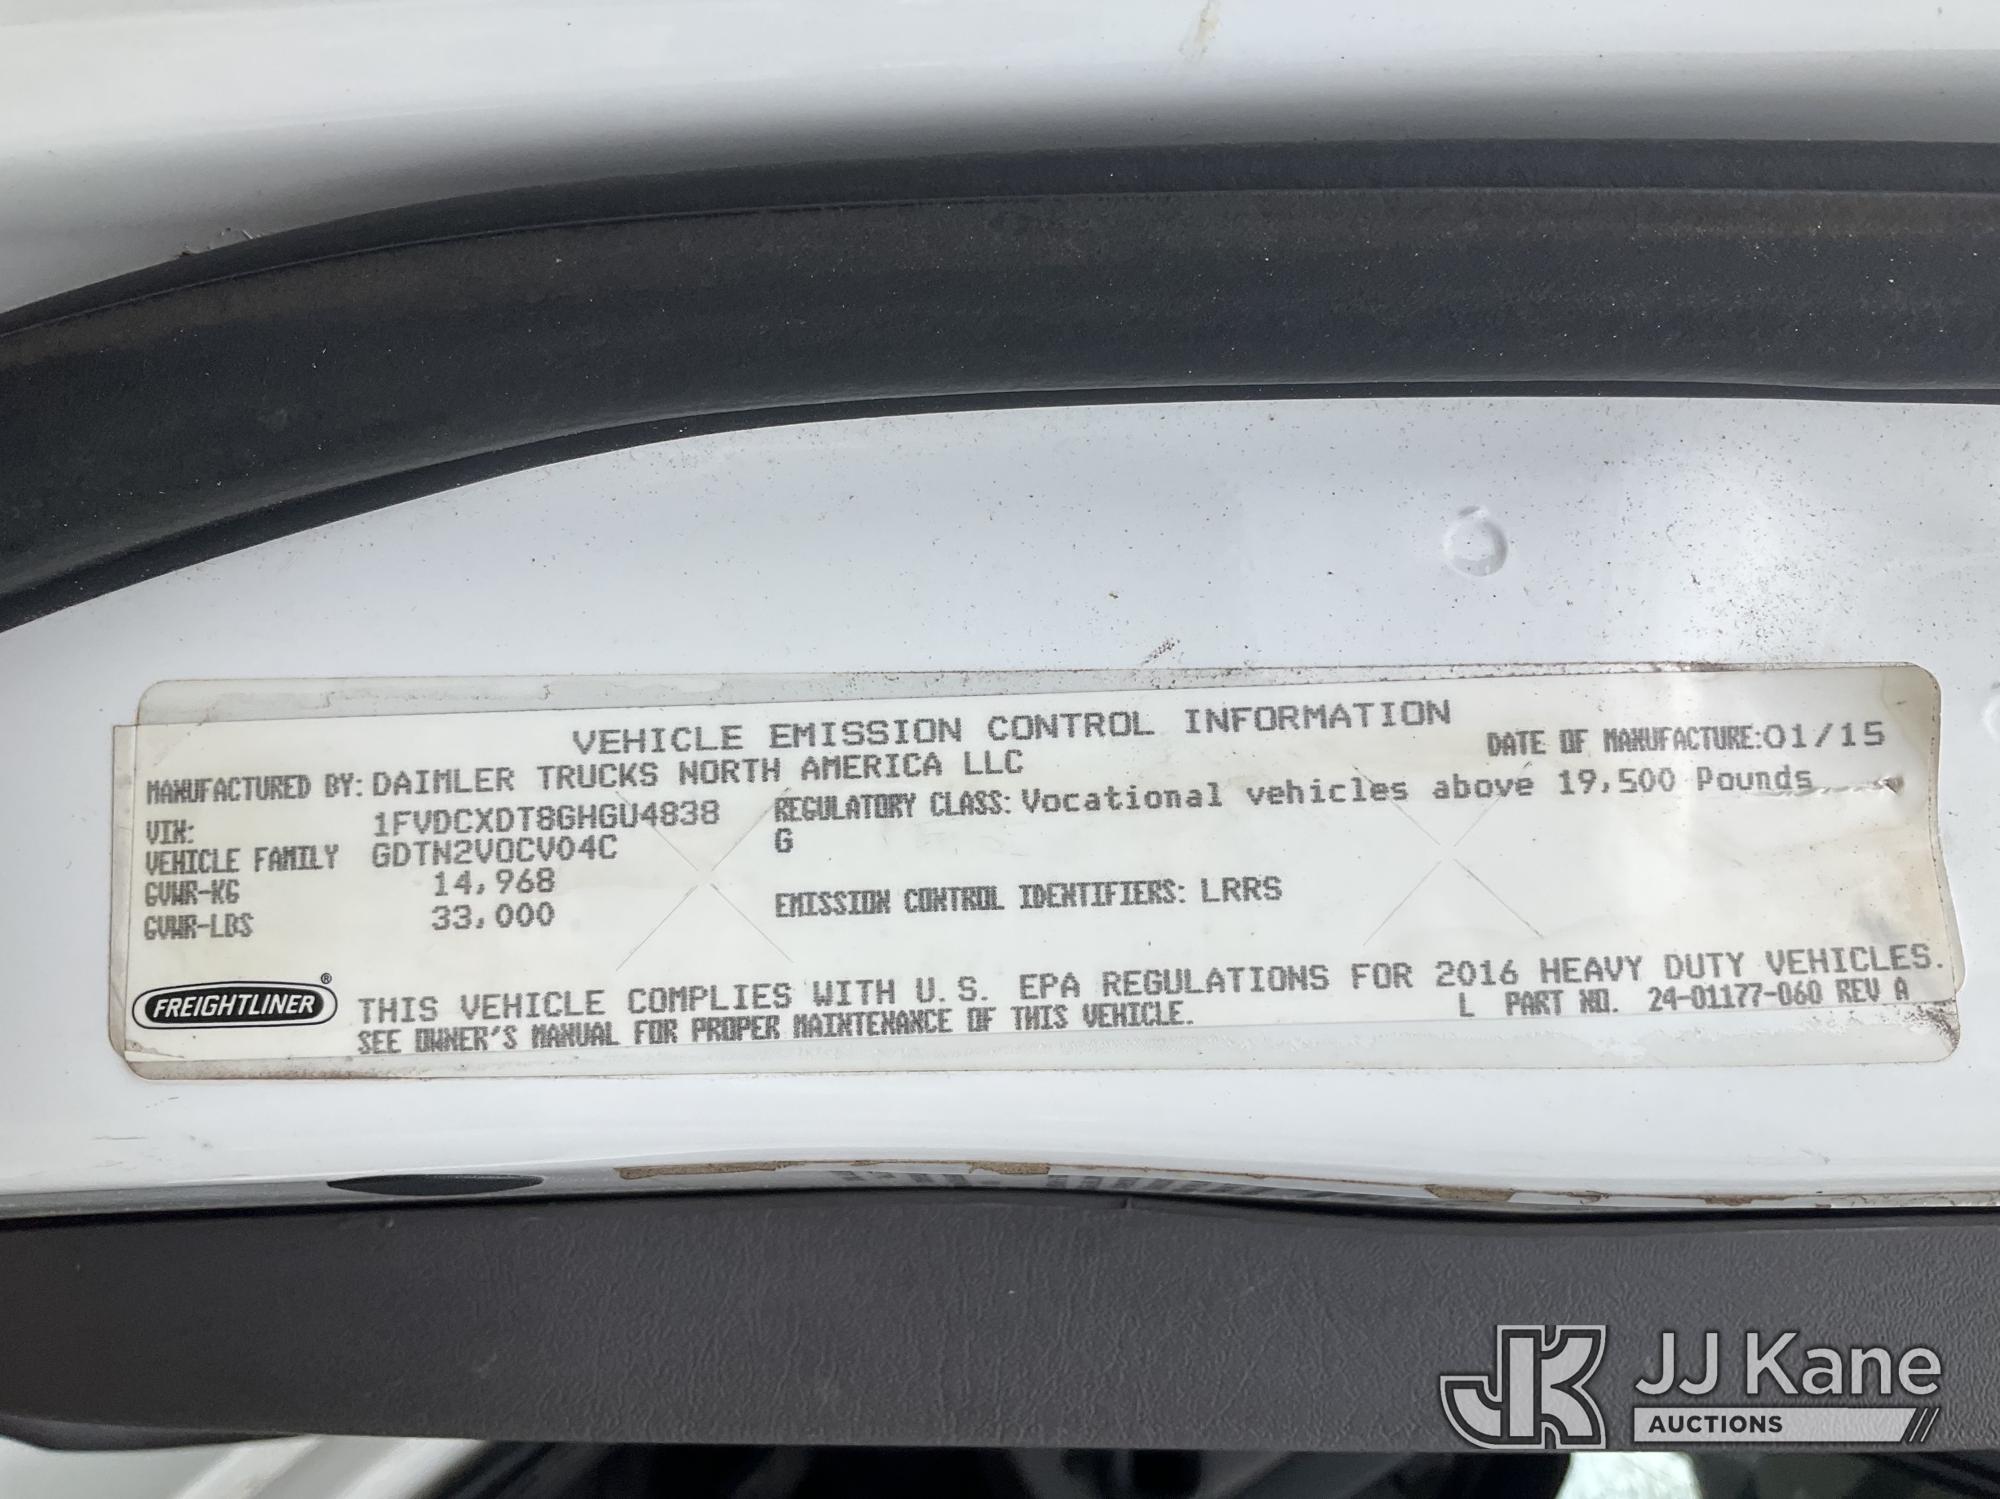 VEHICLE EMISSION CONTROL INFORMATION
MANUFACTURED BY: DAIMLER TRUCKS NORTH AMERICA LLC
DATE OF MANUFACTURE: 01/15
VIN: 1FVDCXDT8GHGU4838
REGULATORY CLASS: Vocational vehicles above 19,500 Pounds
VEHICLE FAMILY GDTN2VOCV04C
G
GVWR-KG 14,968
GVWR-LBS 33,000
EMISSION CONTROL IDENTIFIERS: LRRS
FREIGHTLINER®
THIS VEHICLE COMPLIES WITH U.S. EPA REGULATIONS FOR 2016 HEAVY DUTY VEHICLES.
SEE OWNER'S MANUAL FOR PROPER MAINTENANCE OF THIS VEHICLE.
L PART NO. 24-01177-060 REV A
JK JJ Kane
AUCTIONS